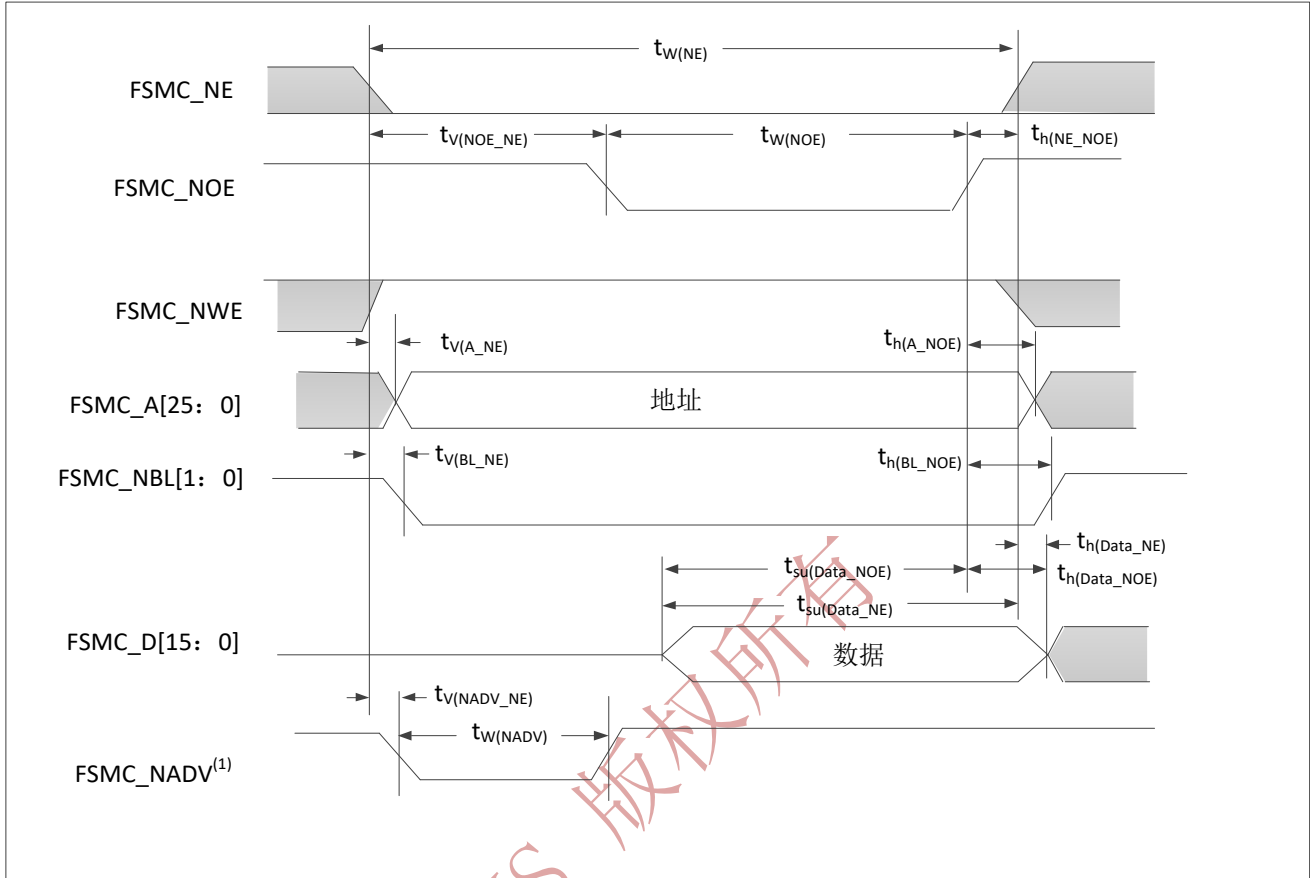 tW(NE)
FSMC_NE
tV(NOE_NE)
tW(NOE)
th(NE_NOE)
FSMC_NOE
FSMC_NWE
tV(A_NE)
th(A_NOE)
FSMC_A[25：0]
地址
tV(BL_NE)
th(BL_NOE)
FSMC_NBL[1：0]
th(Data_NE)
tsu(Data_NOE)
th(Data_NOE)
tsu(Data_NE)
FSMC_D[15：0]
数据
tV(NADV_NE)
tW(NADV)
FSMC_NADV(1)
版权所有